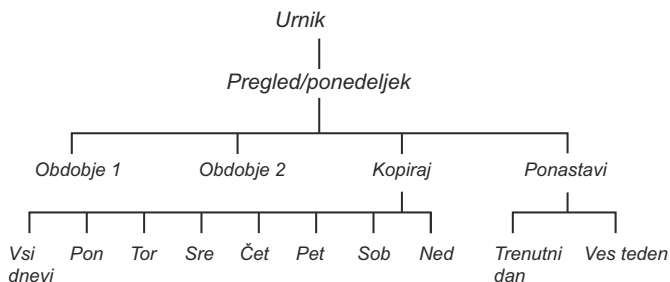 Urnik
Pregled/ponedeljek
Obdobje 1 Obdobje 2 Kopiraj Ponastavi
Vsi Pon Tor Sre Čet Pet Sob Ned Trenutni Ves teden
dnevi dan